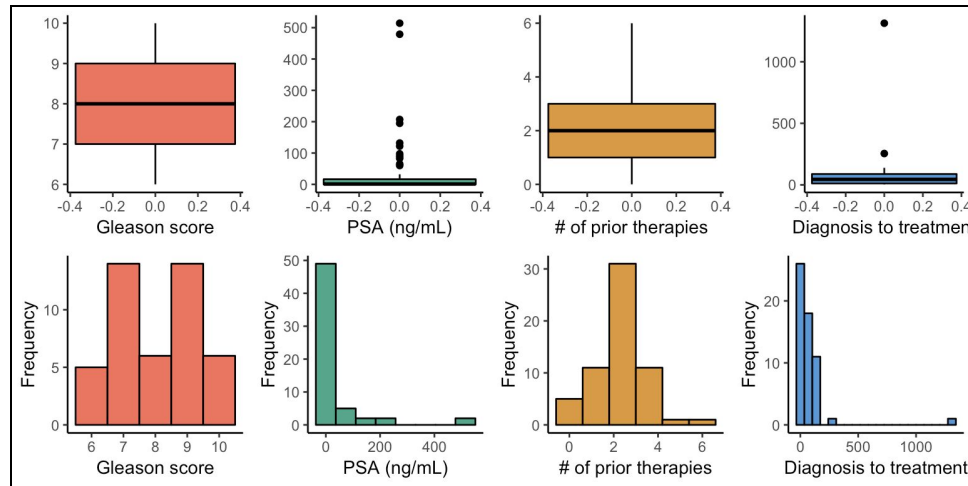 10
9
8
7
6
-0.4 -0.2 0.0 0.2 0.4
Gleason score
500
400
300
200
100
0
-0.4 -0.2 0.0 0.2 0.4
PSA (ng/mL)
6
4
2
0
-0.4 -0.2 0.0 0.2 0.4
# of prior therapies
1000
500
0
-0.4 -0.2 0.0 0.2 0.4
Diagnosis to treatment
Frequency
10
5
0
6 7 8 9 10
Gleason score
Frequency
50
40
30
20
10
0
0 200 400
PSA (ng/mL)
Frequency
30
20
10
0
0 2 4 6
# of prior therapies
Frequency
20
10
0
0 500 1000
Diagnosis to treatment